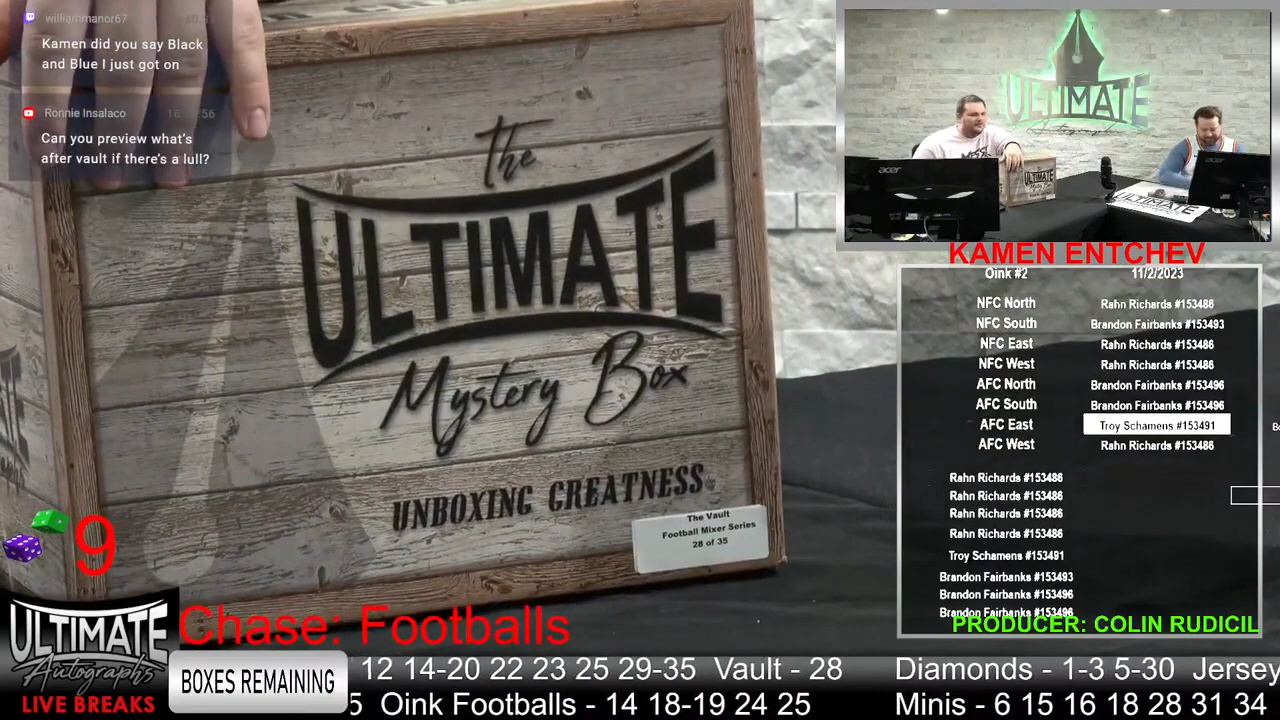 williammanor67
Kamen did you say Black
and Blue I just got on
Ronnie Insalaco
Can you preview what's
after vault if there's a lull?
The
ULTIMATE
Mystery Box
UNBOXING GREATNESS
The Vault
Football Mixer Series
28 of 35
9
ULTIMATE
Autographs
LIVE BREAKS
Chase: Footballs
BOXES REMAINING
12 14-20 22 23 25 29-35 Vault - 28
Diamonds - 1-3 5-30 Jersey
5 Oink Footballs - 14 18-19 24 25
Minis - 6 15 16 18 28 31 34
ULTIMATE
Autographs
acer
acer
ULTIMATE
ULTIMATE
KAMEN ENTCHEV
Oink #2 11/2/2023
NFC North Rahn Richards #153486
NFC South Brandon Fairbanks #153493
NFC East Rahn Richards #153486
NFC West Rahn Richards #153486
AFC North Brandon Fairbanks #153496
AFC South Brandon Fairbanks #153496
AFC East Troy Schamens #153491
AFC West Rahn Richards #153486
Rahn Richards #153486
Rahn Richards #153486
Rahn Richards #153486
Rahn Richards #153486
Troy Schamens #153491
Brandon Fairbanks #153493
Brandon Fairbanks #153496
Brandon Fairbanks #153496
PRODUCER: COLIN RUDICIL